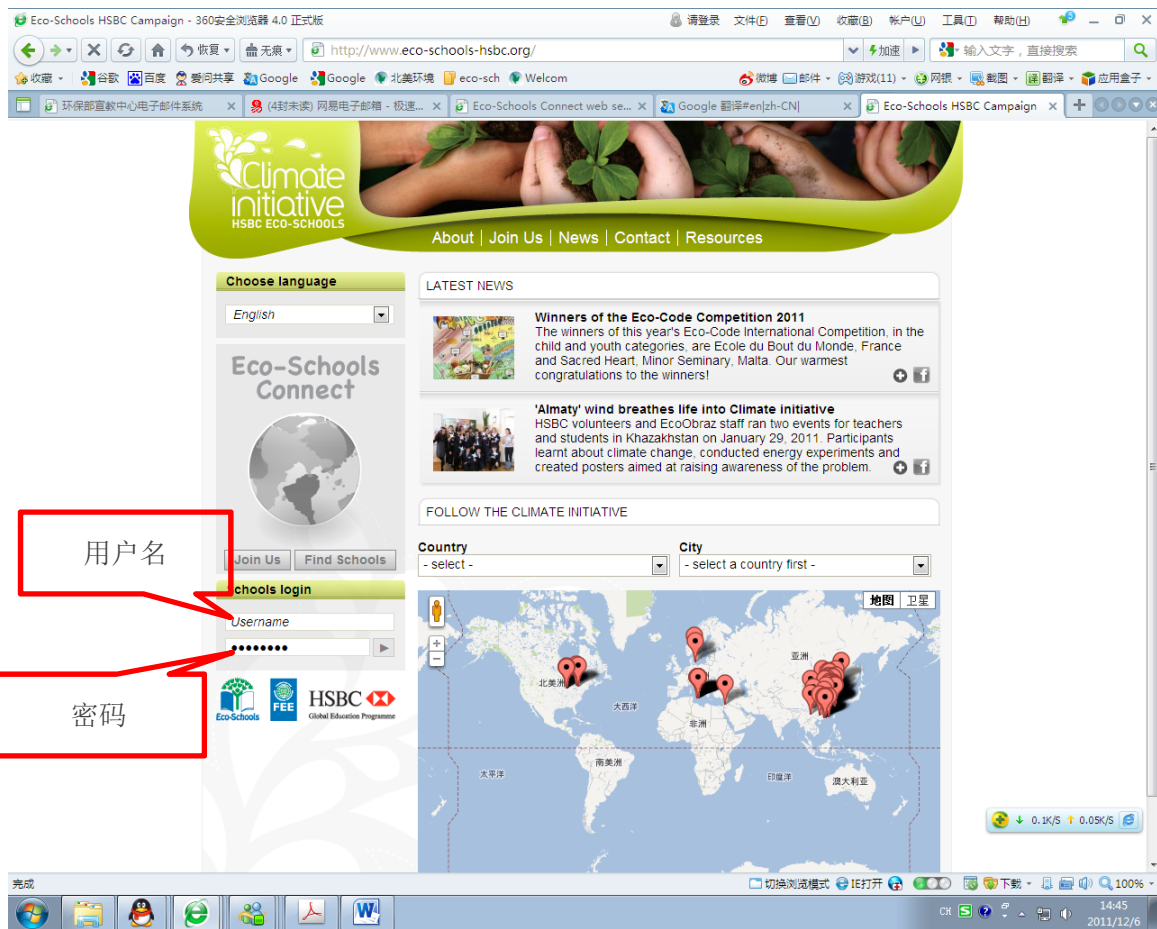 Eco-Schools HSBC Campaign - 360安全浏览器 4.0 正式版
请登录 文件(F) 查看(V) 收藏(B) 帐户(U) 工具(T) 帮助(H)
恢复 无痕 http://www.eco-schools-hsbc.org/ 加速 输入文字，直接搜索
收藏 谷歌 百度 爱问共享 Google Google 北美环境 eco-sch Welcom 微博 邮件 游戏(11) 网银 截图 翻译 应用盒子
环保部宣教中心电子邮件系统 (4封未读) 网易电子邮箱 - 极速... Eco-Schools Connect web se... Google 翻译#en|zh-CN| Eco-Schools HSBC Campaign
Climate
initiative
HSBC ECO-SCHOOLS
About | Join Us | News | Contact | Resources
Choose language
English
Eco-Schools
Connect
Join Us Find Schools
Schools login
Username
用户名
密码
Eco-Schools
FEE
HSBC
Global Education Programme
LATEST NEWS
Winners of the Eco-Code Competition 2011
The winners of this year's Eco-Code International Competition, in the
child and youth categories, are Ecole du Bout du Monde, France
and Sacred Heart, Minor Seminary, Malta. Our warmest
congratulations to the winners!
'Almaty' wind breathes life into Climate initiative
HSBC volunteers and EcoObraz staff ran two events for teachers
and students in Khazakhstan on January 29, 2011. Participants
learnt about climate change, conducted energy experiments and
created posters aimed at raising awareness of the problem.
FOLLOW THE CLIMATE INITIATIVE
Country City
- select - - select a country first -
地图 卫星
亚洲
北美洲
大西洋
非洲
南美洲
太平洋
印度洋
澳大利亚
0.1K/S 0.05K/S
完成 切换浏览模式 IE打开 下载 100%
CH 14:45
2011/12/6